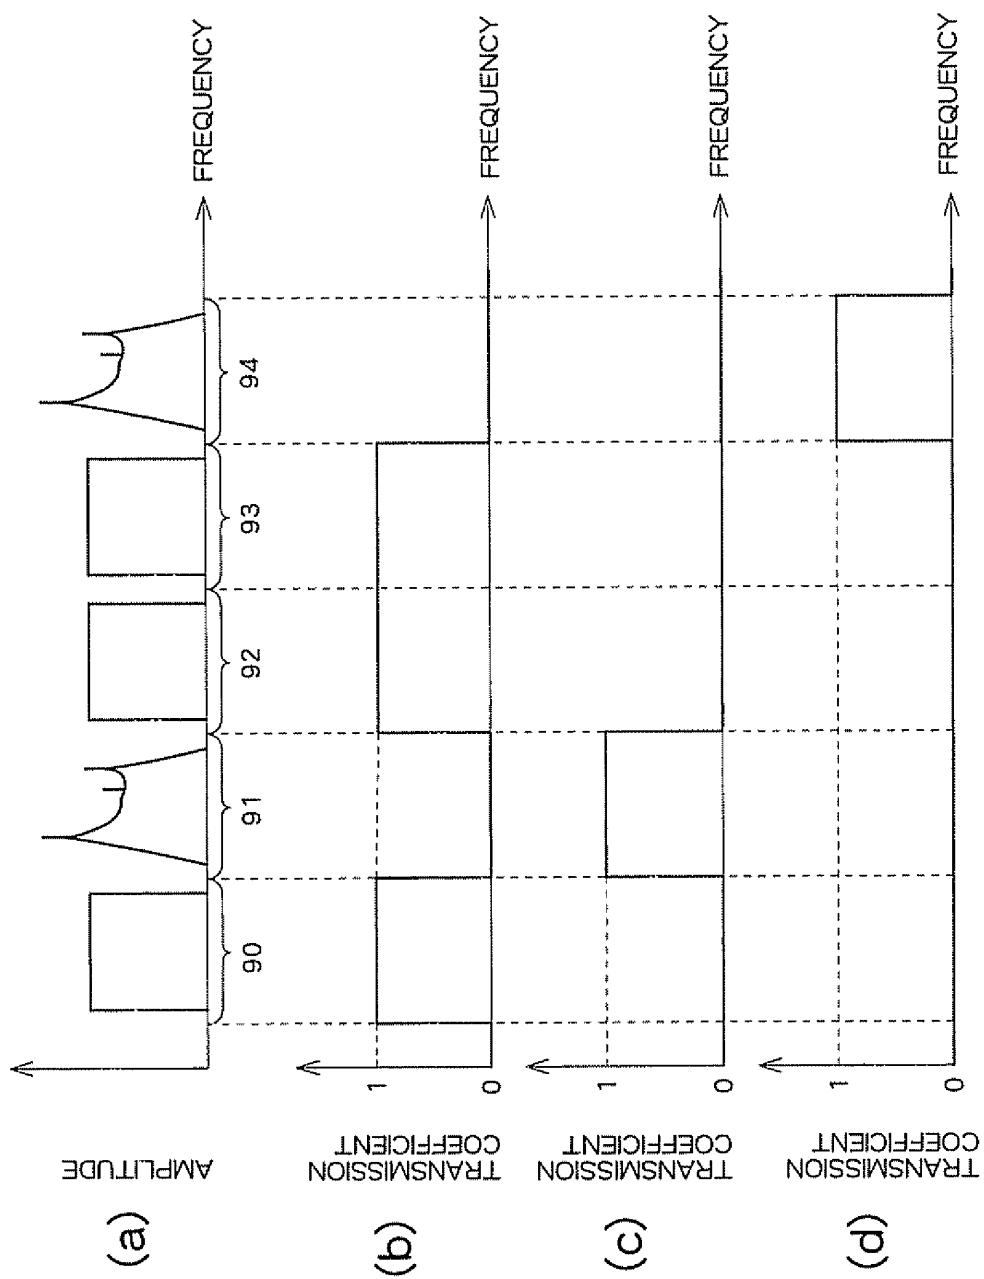 (a)
AMPLITUDE
FREQUENCY
90
91
92
93
94
(b)
TRANSMISSION
COEFFICIENT
1
0
FREQUENCY
(c)
TRANSMISSION
COEFFICIENT
1
0
FREQUENCY
(d)
TRANSMISSION
COEFFICIENT
1
0
FREQUENCY